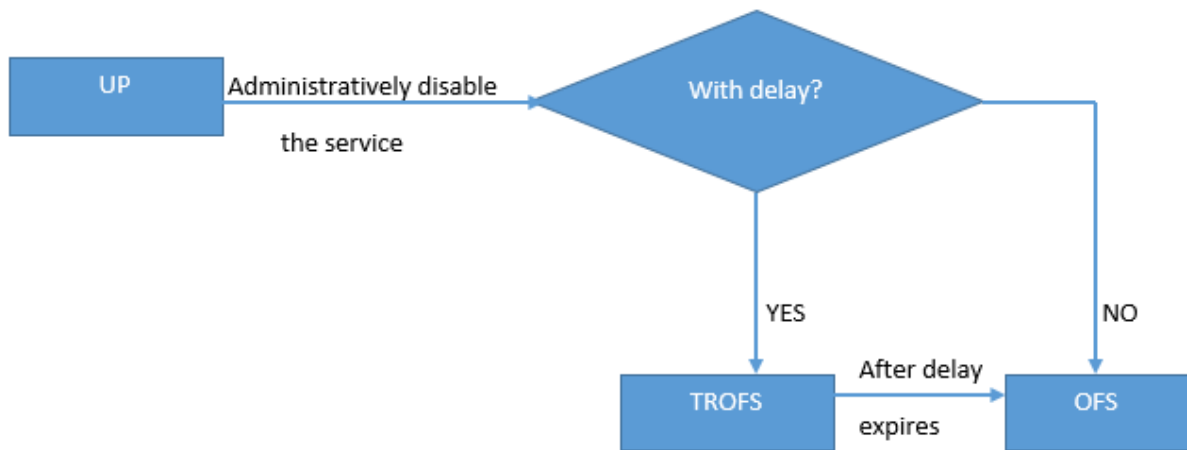 UP
Administratively disable
the service
With delay?
YES
NO
TROFS
After delay
expires
OFS